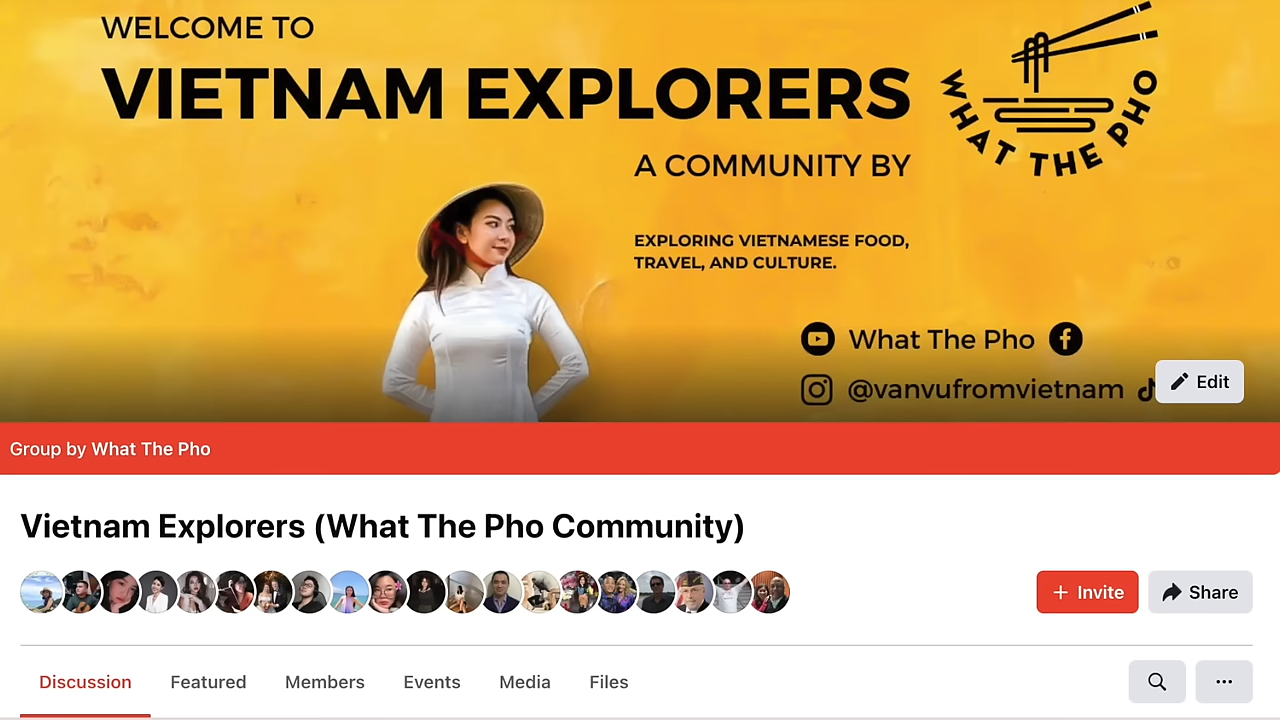 WELCOME TO
VIETNAM EXPLORERS
WHAT THE PHO
A COMMUNITY BY
EXPLORING VIETNAMESE FOOD,
TRAVEL, AND CULTURE.
What The Pho
@vanvufromvietnam
Edit
Group by What The Pho
Vietnam Explorers (What The Pho Community)
+ Invite
Share
Discussion Featured Members Events Media Files